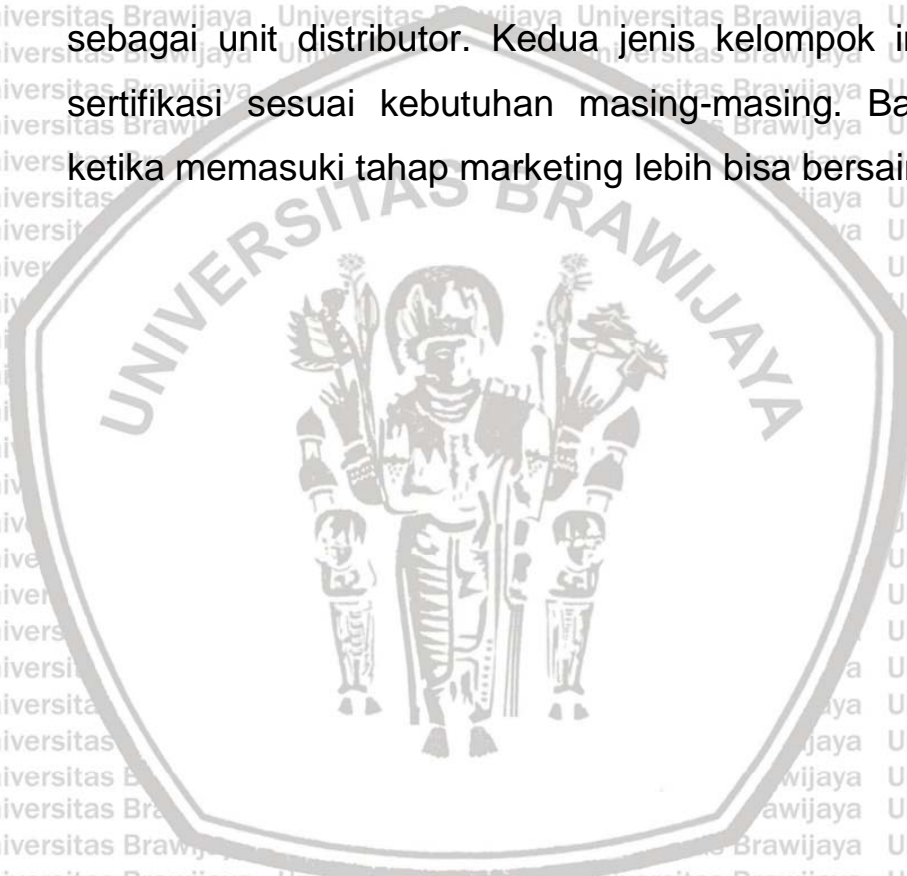 sebagai unit distributor. Kedua jenis kelompok
sertifikasi sesuai kebutuhan masing-masing.
ketika memasuki tahap marketing lebih bisa
UNIVERSITAS BRAWIJAYA